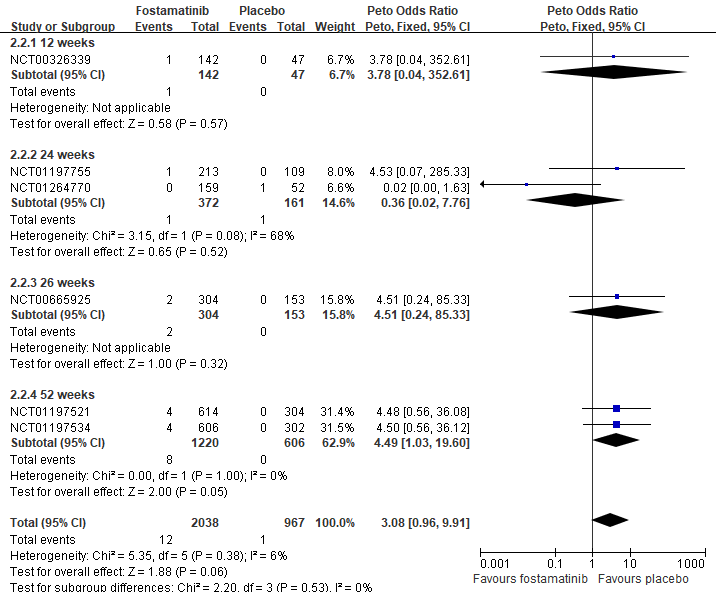 Fostamatinib Placebo Peto Odds Ratio Peto Odds Ratio
Study or Subgroup Events Total Events Total Weight Peto, Fixed, 95% CI Peto, Fixed, 95% CI
2.2.1 12 weeks
NCT00326339 1 142 0 47 6.7% 3.78 [0.04, 352.61]
Subtotal (95% CI) 142 47 6.7% 3.78 [0.04, 352.61]
Total events 1 0
Heterogeneity: Not applicable
Test for overall effect: Z = 0.58 (P = 0.57)
2.2.2 24 weeks
NCT01197755 1 213 0 109 8.0% 4.53 [0.07, 285.33]
NCT01264770 0 159 1 52 6.6% 0.02 [0.00, 1.63]
Subtotal (95% CI) 372 161 14.6% 0.36 [0.02, 7.76]
Total events 1 1
Heterogeneity: Chi² = 3.15, df = 1 (P = 0.08); I² = 68%
Test for overall effect: Z = 0.65 (P = 0.52)
2.2.3 26 weeks
NCT00665925 2 304 0 153 15.8% 4.51 [0.24, 85.33]
Subtotal (95% CI) 304 153 15.8% 4.51 [0.24, 85.33]
Total events 2 0
Heterogeneity: Not applicable
Test for overall effect: Z = 1.00 (P = 0.32)
2.2.4 52 weeks
NCT01197521 4 614 0 304 31.4% 4.48 [0.56, 36.08]
NCT01197534 4 606 0 302 31.5% 4.50 [0.56, 36.12]
Subtotal (95% CI) 1220 606 62.9% 4.49 [1.03, 19.60]
Total events 8 0
Heterogeneity: Chi² = 0.00, df = 1 (P = 1.00); I² = 0%
Test for overall effect: Z = 2.00 (P = 0.05)
Total (95% CI) 2038 967 100.0% 3.08 [0.96, 9.91]
Total events 12 1
Heterogeneity: Chi² = 5.35, df = 5 (P = 0.38); I² = 6%
Test for overall effect: Z = 1.88 (P = 0.06)
Test for subgroup differences: Chi² = 2.20, df = 3 (P = 0.53), I² = 0%
0.001 0.1 1 10 1000
Favours fostamatinib Favours placebo